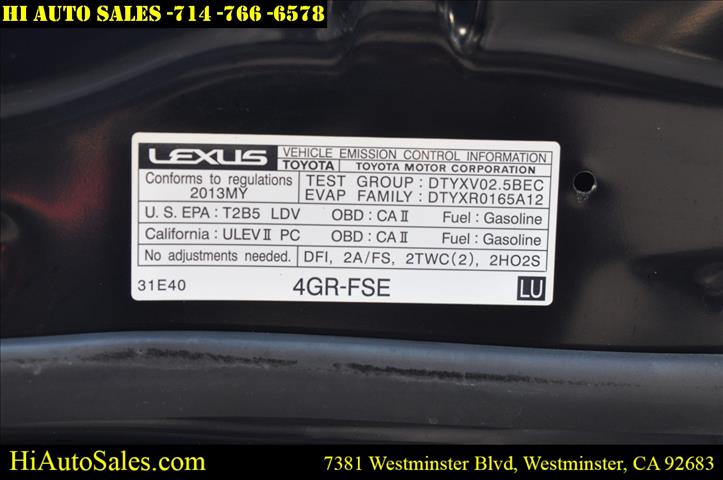 HI AUTO SALES -714 -766 -6578
LEXUS VEHICLE EMISSION CONTROL INFORMATION
TOYOTA TOYOTA MOTOR CORPORATION
Conforms to regulations
2013MY
TEST GROUP : DTYXV02.5BEC
EVAP FAMILY : DTYXR0165A12
U. S. EPA : T2B5 LDV OBD : CA II Fuel : Gasoline
California : ULEV II PC OBD : CA II Fuel : Gasoline
No adjustments needed. DFI, 2A/FS, 2TWC(2), 2HO2S
31E40 4GR-FSE LU
HiAutoSales.com 7381 Westminster Blvd, Westminster, CA 92683